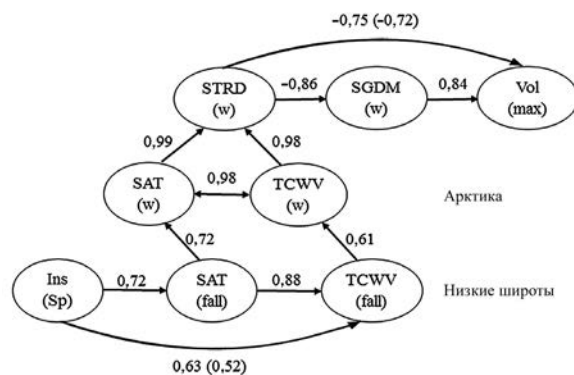 −0,75 (−0,72)
STRD
(w)
−0,86
SGDM
(w)
0,84
Vol
(max)
0,99
0,98
SAT
(w)
0,98
TCWV
(w)
Арктика
0,72
0,61
Ins
(Sp)
0,72
SAT
(fall)
0,88
TCWV
(fall)
Низкие широты
0,63 (0,52)